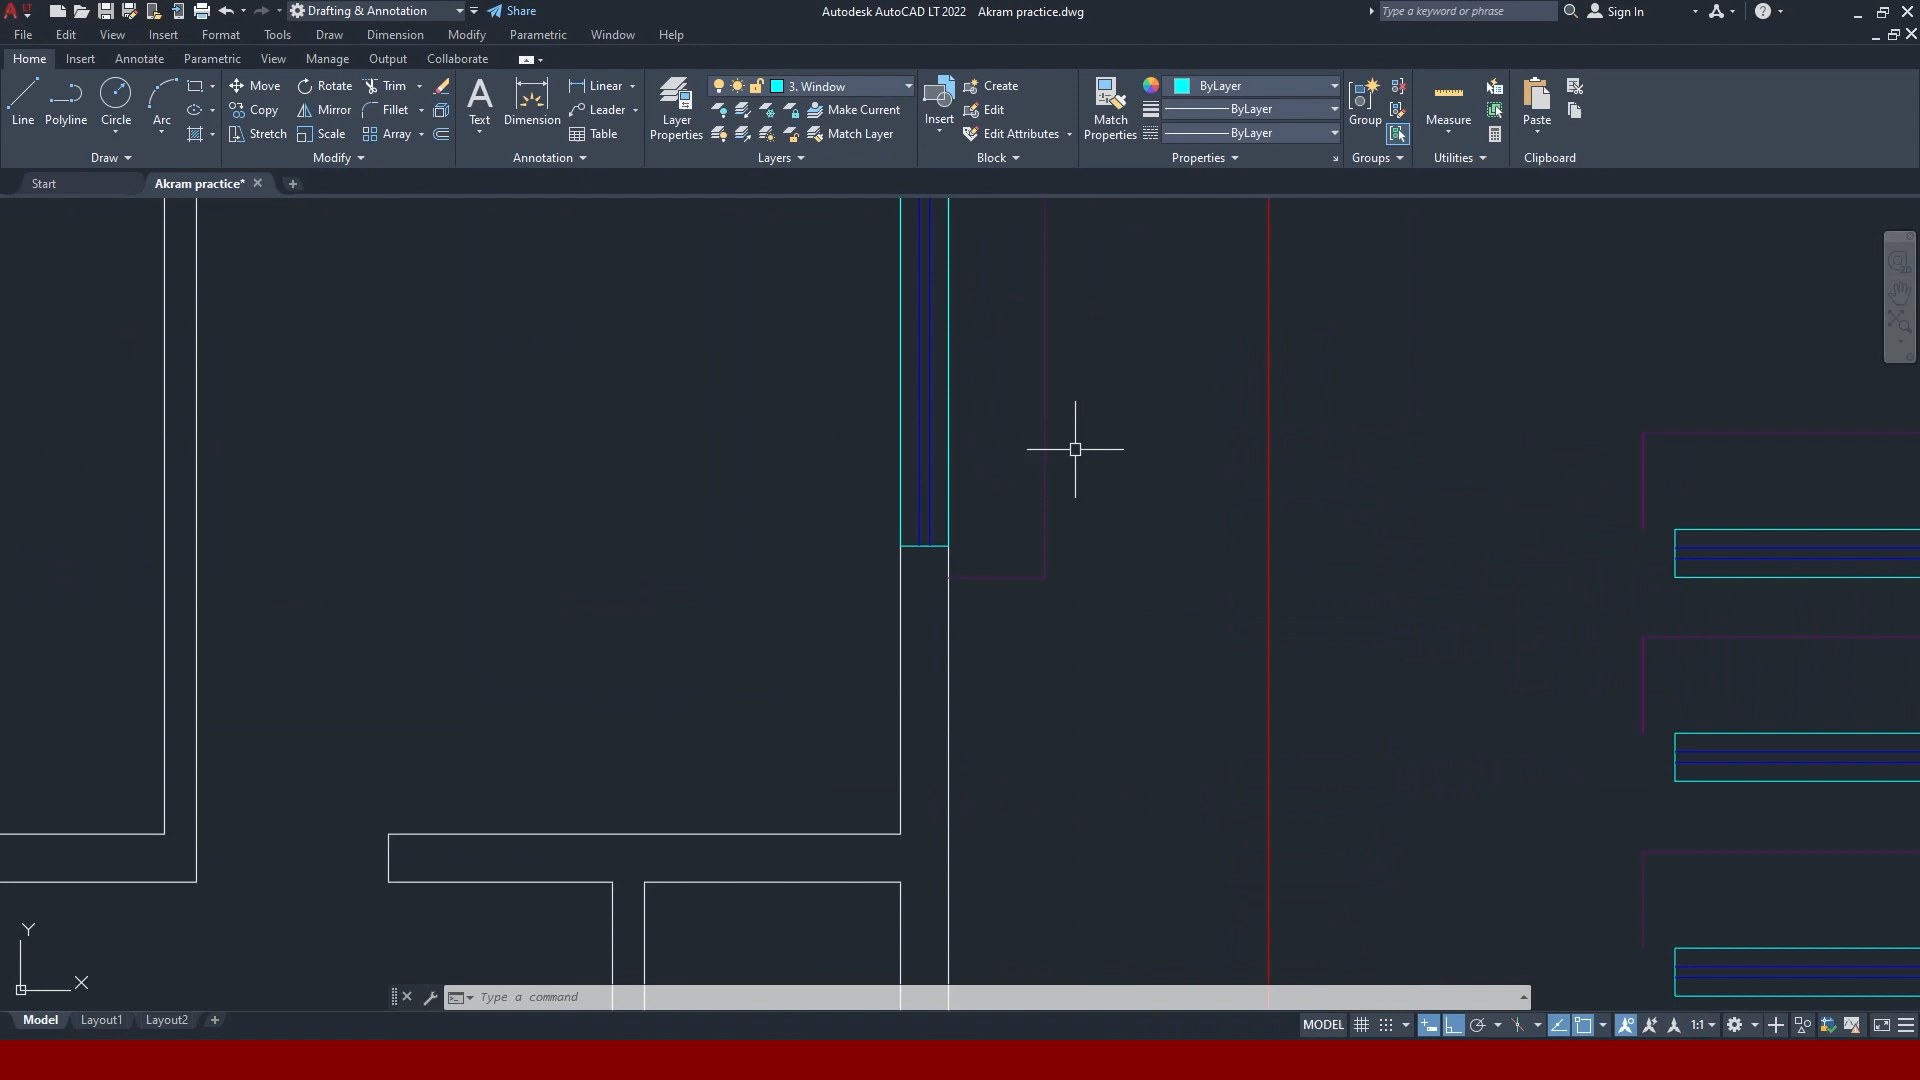 A LT Drafting & Annotation Share Autodesk AutoCAD LT 2022 Akram practice.dwg Type a keyword or phrase Sign In
File Edit View Insert Format Tools Draw Dimension Modify Parametric Window Help
Home Insert Annotate Parametric View Manage Output Collaborate
Move Rotate Trim Linear 3. Window Create ByLayer
Copy Mirror Fillet Leader Make Current Edit ByLayer
Line Polyline Circle Arc Text Dimension Layer Properties Insert Match Properties Group Measure Paste
Stretch Scale Array Table Match Layer Edit Attributes ByLayer
Draw Modify Annotation Layers Block Properties Groups Utilities Clipboard
Start Akram practice*
Y
X
Type a command
Model Layout1 Layout2 MODEL 1:1